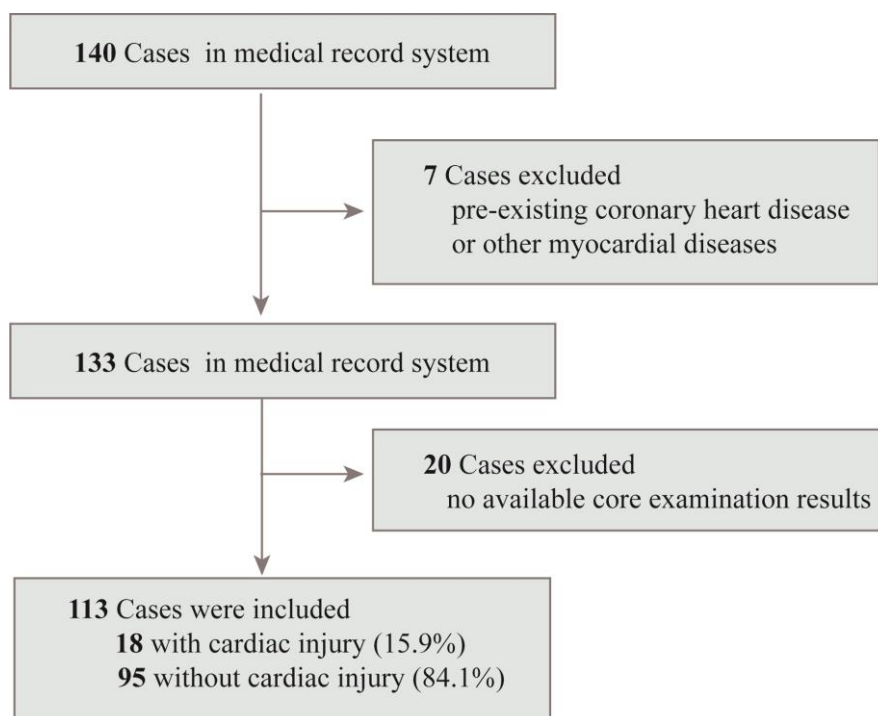 140 Cases in medical record system
7 Cases excluded
pre-existing coronary heart disease
or other myocardial diseases
133 Cases in medical record system
20 Cases excluded
no available core examination results
113 Cases were included
18 with cardiac injury (15.9%)
95 without cardiac injury (84.1%)